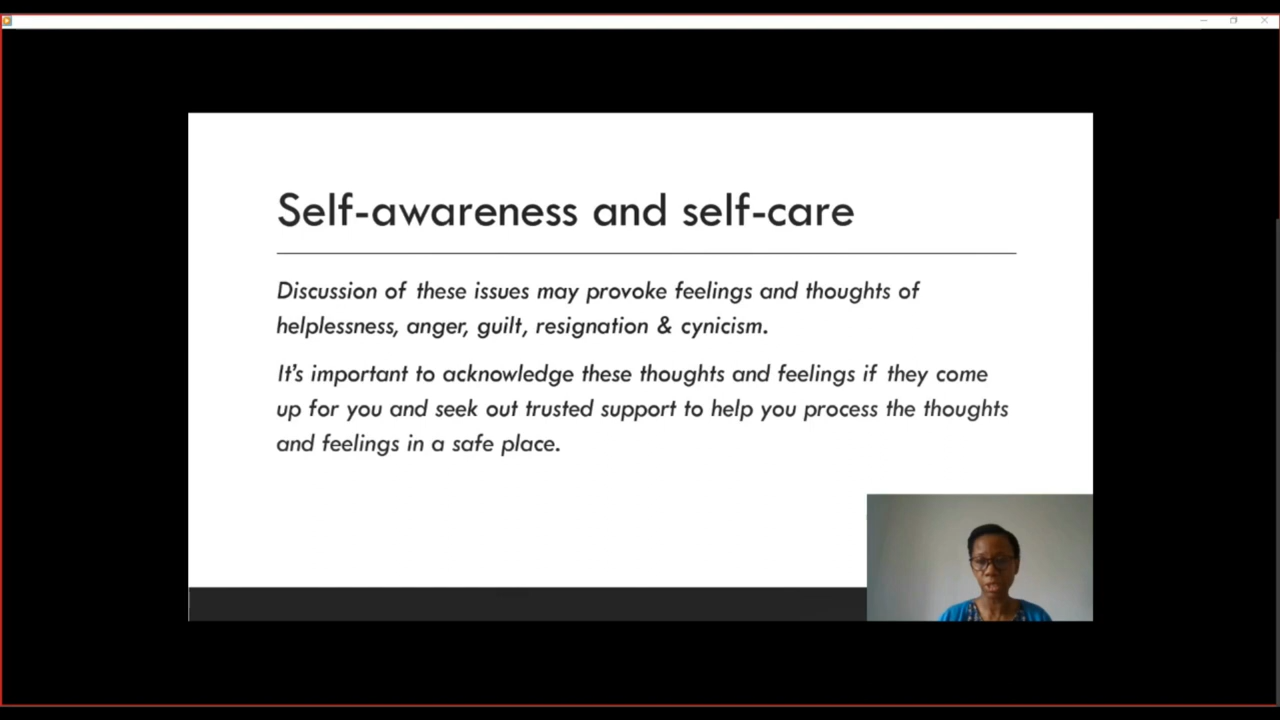 Self-awareness and self-care
Discussion of these issues may provoke feelings and thoughts of
helplessness, anger, guilt, resignation & cynicism.
It's important to acknowledge these thoughts and feelings if they come
up for you and seek out trusted support to help you process the thoughts
and feelings in a safe place.